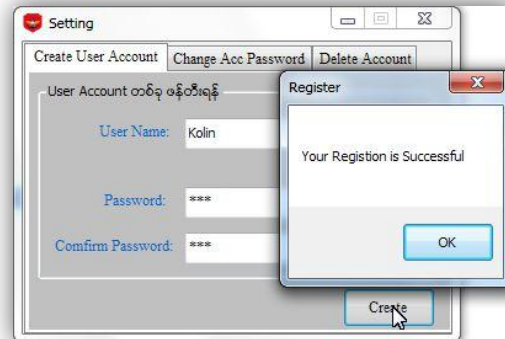 Setting
Create User Account Change Acc Password Delete Account
User Account တစ်ခု ဖန်တီးရန်
User Name: Kolin
Password: ***
Comfirm Password: ***
Create
Register
Your Registion is Successful
OK